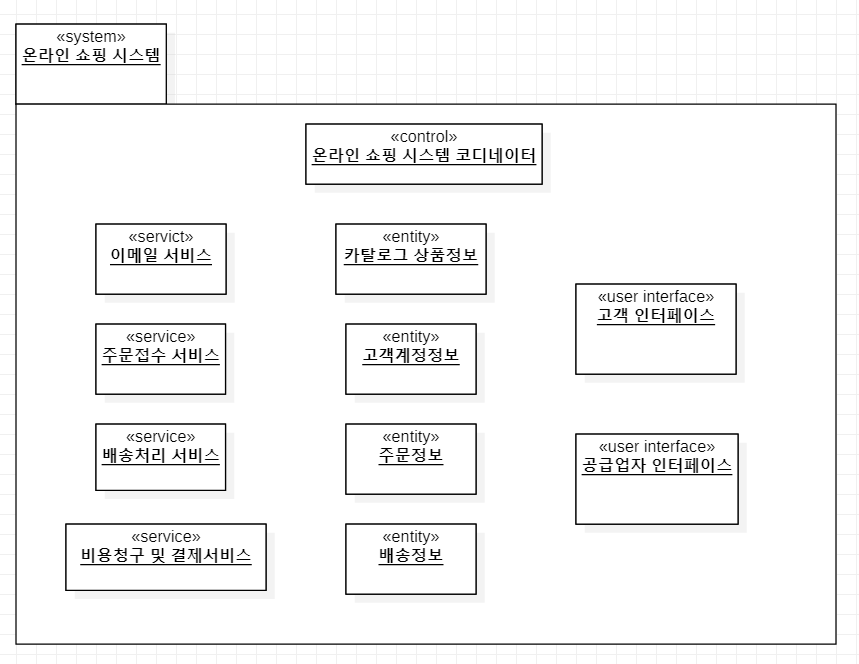 «system»
온라인 쇼핑 시스템
«control»
온라인 쇼핑 시스템 코디네이터
«servict»
이메일 서비스
«entity»
카탈로그 상품정보
«user interface»
고객 인터페이스
«service»
주문접수 서비스
«entity»
고객계정정보
«service»
배송처리 서비스
«entity»
주문정보
«user interface»
공급업자 인터페이스
«service»
비용청구 및 결제서비스
«entity»
배송정보